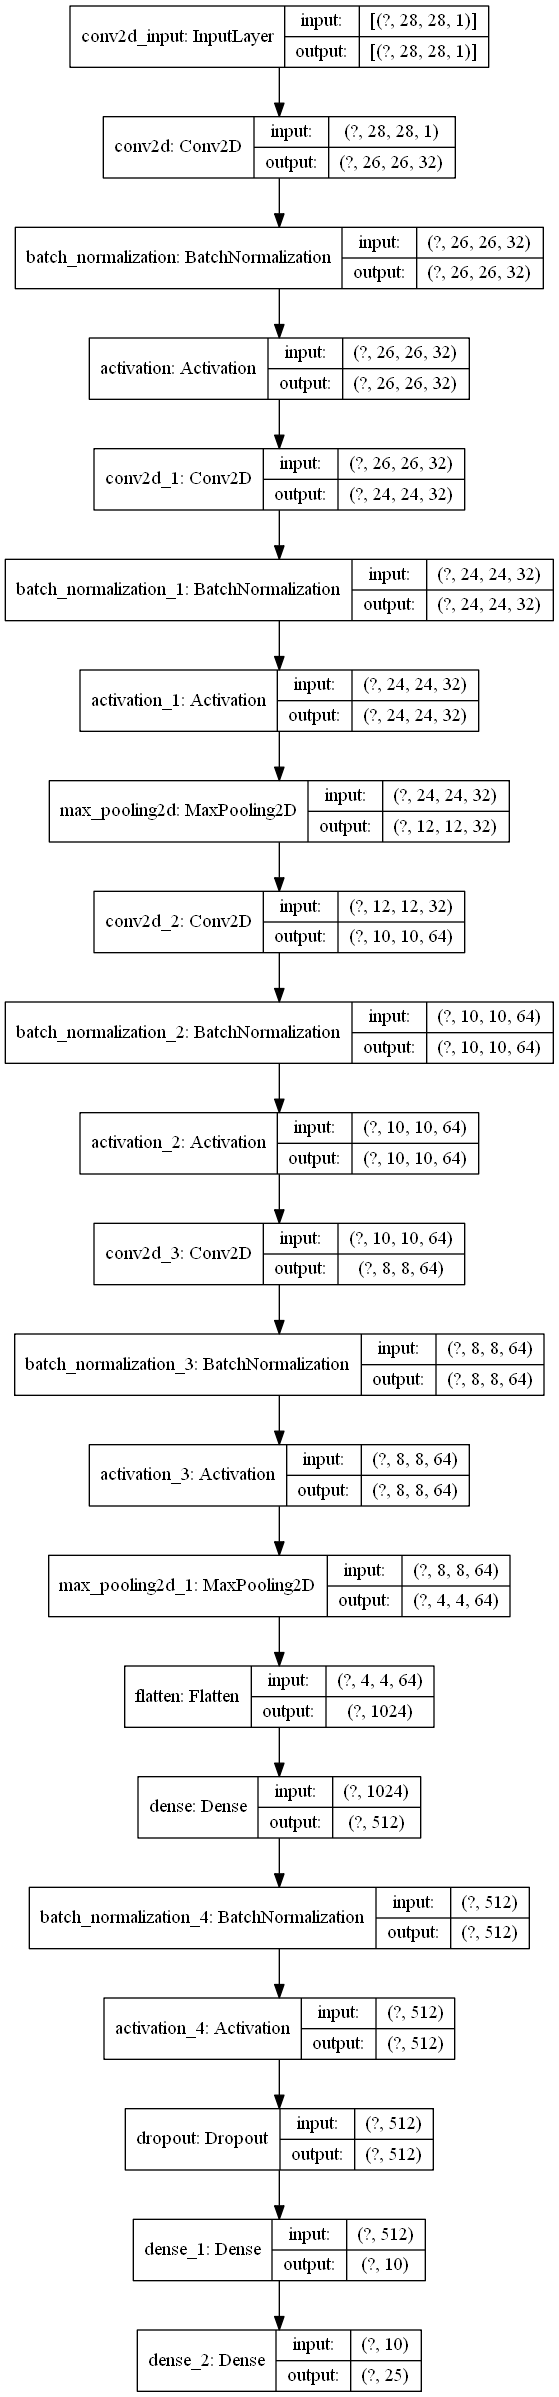 conv2d_input: InputLayer
input: [(?, 28, 28, 1)]
output: [(?, 28, 28, 1)]
conv2d: Conv2D
input: (?, 28, 28, 1)
output: (?, 26, 26, 32)
batch_normalization: BatchNormalization
input: (?, 26, 26, 32)
output: (?, 26, 26, 32)
activation: Activation
input: (?, 26, 26, 32)
output: (?, 26, 26, 32)
conv2d_1: Conv2D
input: (?, 26, 26, 32)
output: (?, 24, 24, 32)
batch_normalization_1: BatchNormalization
input: (?, 24, 24, 32)
output: (?, 24, 24, 32)
activation_1: Activation
input: (?, 24, 24, 32)
output: (?, 24, 24, 32)
max_pooling2d: MaxPooling2D
input: (?, 24, 24, 32)
output: (?, 12, 12, 32)
conv2d_2: Conv2D
input: (?, 12, 12, 32)
output: (?, 10, 10, 64)
batch_normalization_2: BatchNormalization
input: (?, 10, 10, 64)
output: (?, 10, 10, 64)
activation_2: Activation
input: (?, 10, 10, 64)
output: (?, 10, 10, 64)
conv2d_3: Conv2D
input: (?, 10, 10, 64)
output: (?, 8, 8, 64)
batch_normalization_3: BatchNormalization
input: (?, 8, 8, 64)
output: (?, 8, 8, 64)
activation_3: Activation
input: (?, 8, 8, 64)
output: (?, 8, 8, 64)
max_pooling2d_1: MaxPooling2D
input: (?, 8, 8, 64)
output: (?, 4, 4, 64)
flatten: Flatten
input: (?, 4, 4, 64)
output: (?, 1024)
dense: Dense
input: (?, 1024)
output: (?, 512)
batch_normalization_4: BatchNormalization
input: (?, 512)
output: (?, 512)
activation_4: Activation
input: (?, 512)
output: (?, 512)
dropout: Dropout
input: (?, 512)
output: (?, 512)
dense_1: Dense
input: (?, 512)
output: (?, 10)
dense_2: Dense
input: (?, 10)
output: (?, 25)